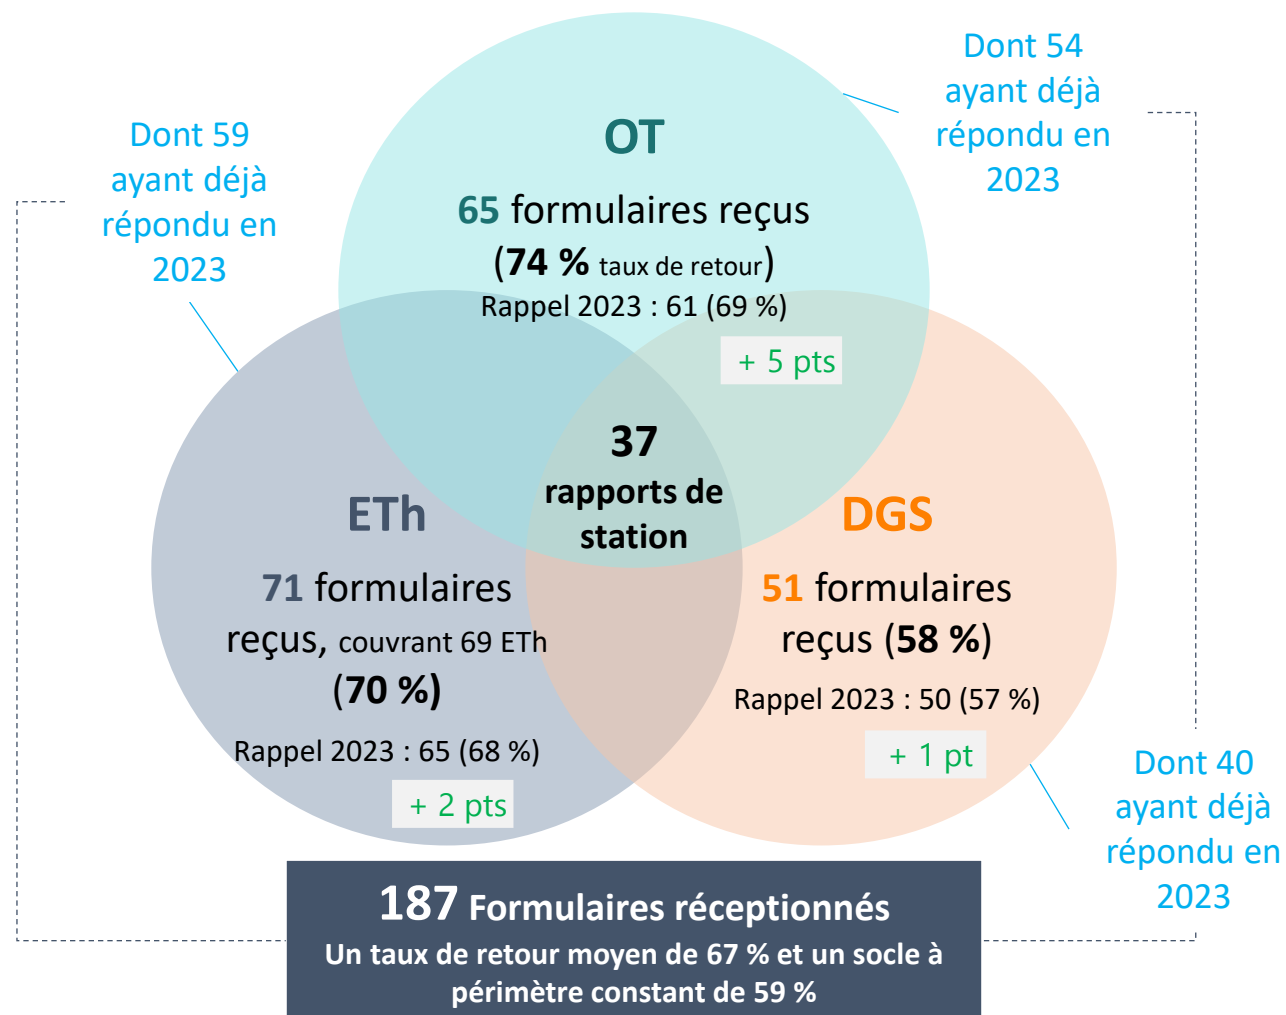 Dont 59
ayant déjà
répondu en
2023
Dont 54
ayant déjà
répondu en
2023
OT
65 formulaires reçus
(74 % taux de retour)
Rappel 2023 : 61 (69 %)
+ 5 pts
37
rapports de
station
ETh
71 formulaires
reçus, couvrant 69 ETh
(70 %)
Rappel 2023 : 65 (68 %)
+ 2 pts
DGS
51 formulaires
reçus (58 %)
Rappel 2023 : 50 (57 %)
+ 1 pt
Dont 40
ayant déjà
répondu en
2023
187 Formulaires réceptionnés
Un taux de retour moyen de 67 % et un socle à
périmètre constant de 59 %